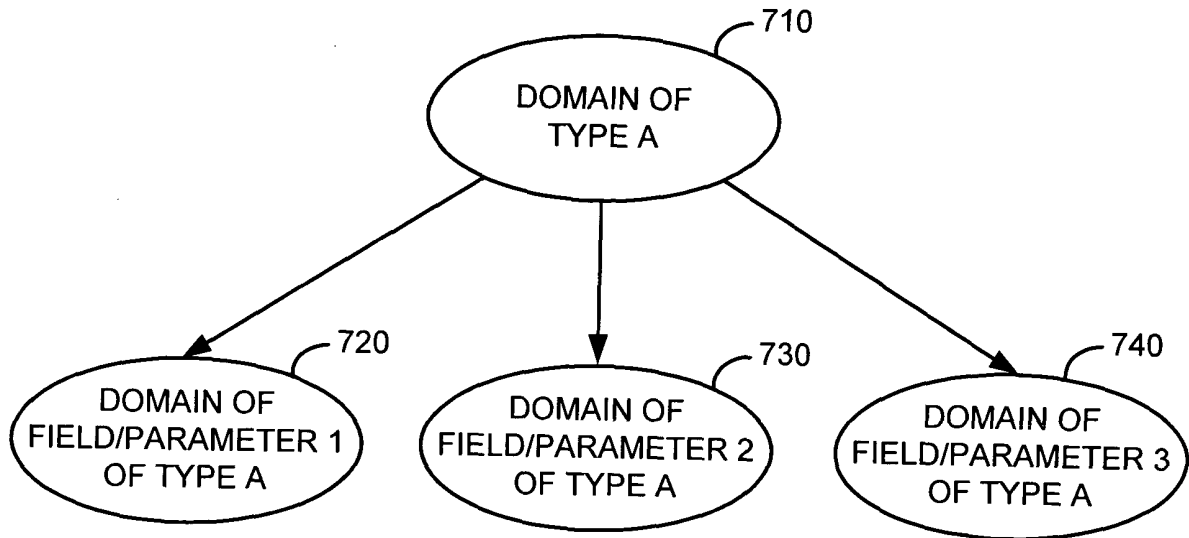 710
DOMAIN OF
TYPE A
720
DOMAIN OF
FIELD/PARAMETER 1
OF TYPE A
730
DOMAIN OF
FIELD/PARAMETER 2
OF TYPE A
740
DOMAIN OF
FIELD/PARAMETER 3
OF TYPE A